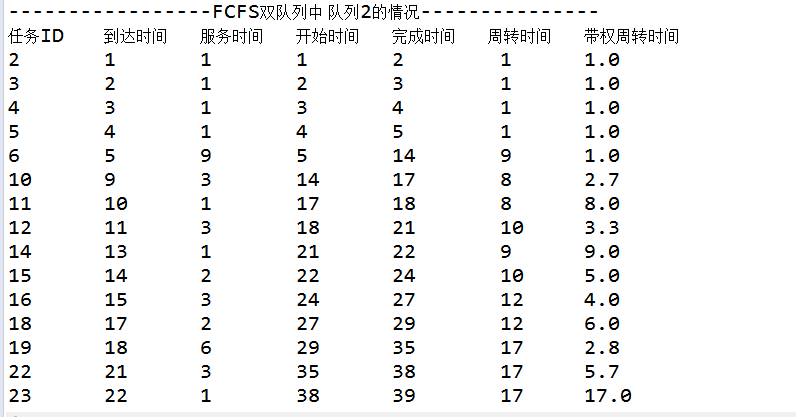 -----------------FCFS双队列中 队列2的情况---------------
任务ID 到达时间 服务时间 开始时间 完成时间 周转时间 带权周转时间
2 1 1 1 2 1 1.0
3 2 1 2 3 1 1.0
4 3 1 3 4 1 1.0
5 4 1 4 5 1 1.0
6 5 9 5 14 9 1.0
10 9 3 14 17 8 2.7
11 10 1 17 18 8 8.0
12 11 3 18 21 10 3.3
14 13 1 21 22 9 9.0
15 14 2 22 24 10 5.0
16 15 3 24 27 12 4.0
18 17 2 27 29 12 6.0
19 18 6 29 35 17 2.8
22 21 3 35 38 17 5.7
23 22 1 38 39 17 17.0